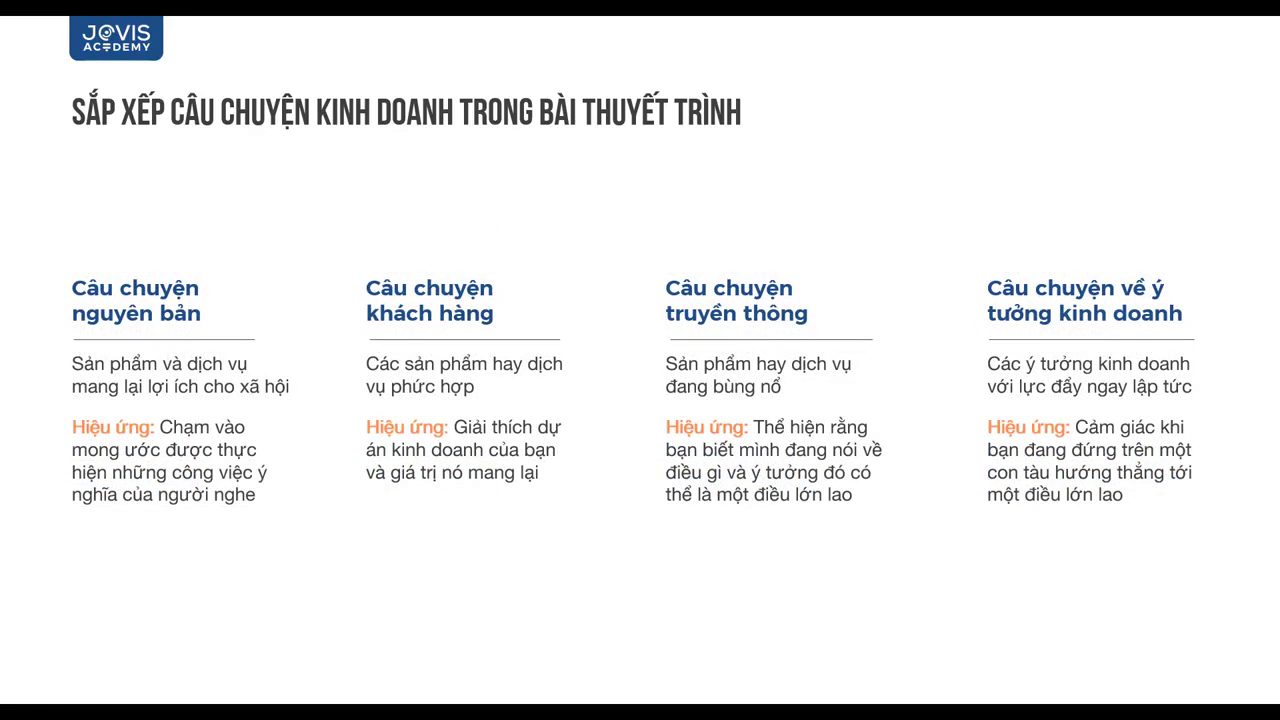 JOVIS
ACADEMY
SẮP XẾP CÂU CHUYỆN KINH DOANH TRONG BÀI THUYẾT TRÌNH
Câu chuyện
nguyên bản
Sản phẩm và dịch vụ
mang lại lợi ích cho xã hội
Hiệu ứng: Chạm vào
mong ước được thực
hiện những công việc ý
nghĩa của người nghe
Câu chuyện
khách hàng
Các sản phẩm hay dịch
vụ phức hợp
Hiệu ứng: Giải thích dự
án kinh doanh của bạn
và giá trị nó mang lại
Câu chuyện
truyền thông
Sản phẩm hay dịch vụ
đang bùng nổ
Hiệu ứng: Thể hiện rằng
bạn biết mình đang nói về
điều gì và ý tưởng đó có
thể là một điều lớn lao
Câu chuyện về ý
tưởng kinh doanh
Các ý tưởng kinh doanh
với lực đẩy ngay lập tức
Hiệu ứng: Cảm giác khi
bạn đang đứng trên một
con tàu hướng thẳng tới
một điều lớn lao